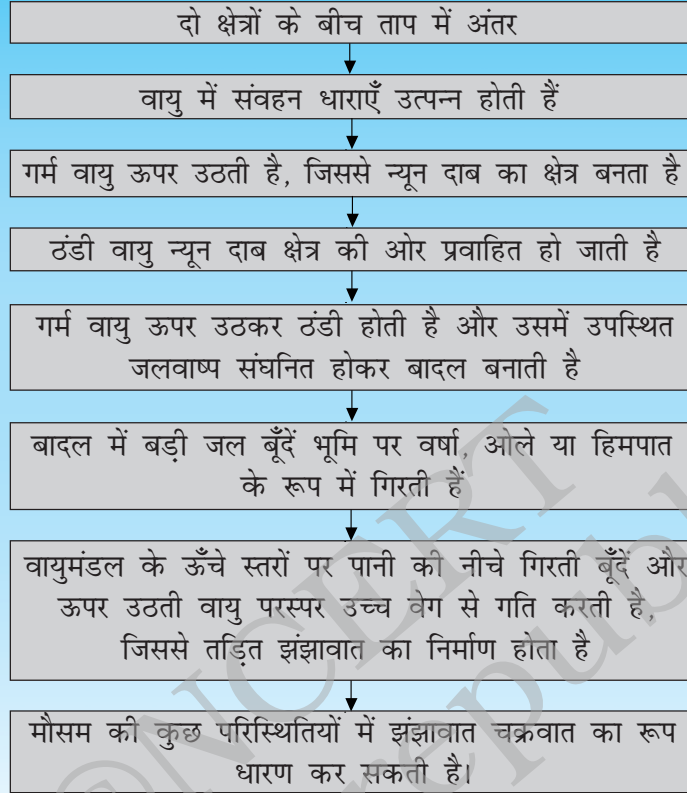 दो क्षेत्रों के बीच ताप में अंतर
वायु में संवहन धाराएँ उत्पन्न होती हैं
गर्म वायु ऊपर उठती है, जिससे न्यून दाब का क्षेत्र बनता है
ठंडी वायु न्यून दाब क्षेत्र की ओर प्रवाहित हो जाती है
गर्म वायु ऊपर उठकर ठंडी होती है और उसमें उपस्थित
जलवाष्प संघनित होकर बादल बनाती है
बादल में बड़ी जल बूँदें भूमि पर वर्षा, ओले या हिमपात
के रूप में गिरती हैं
वायुमंडल के ऊँचे स्तरों पर पानी की नीचे गिरती बूँदें और
ऊपर उठती वायु परस्पर उच्च वेग से गति करती है,
जिससे तड़ित झंझावात का निर्माण होता है
मौसम की कुछ परिस्थितियों में झंझावात चक्रवात का रूप
धारण कर सकती है।
©NCERT
republ